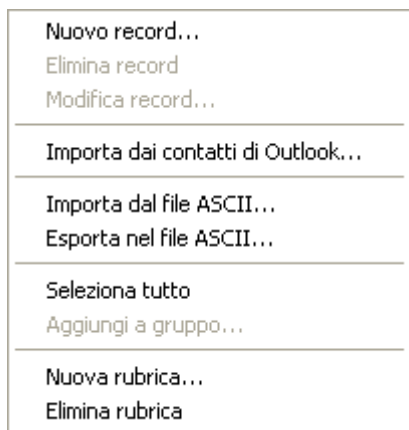 Nuovo record...
Elimina record
Modifica record...
Importa dai contatti di Outlook...
Importa dal file ASCII...
Esporta nel file ASCII...
Seleziona tutto
Aggiungi a gruppo...
Nuova rubrica...
Elimina rubrica